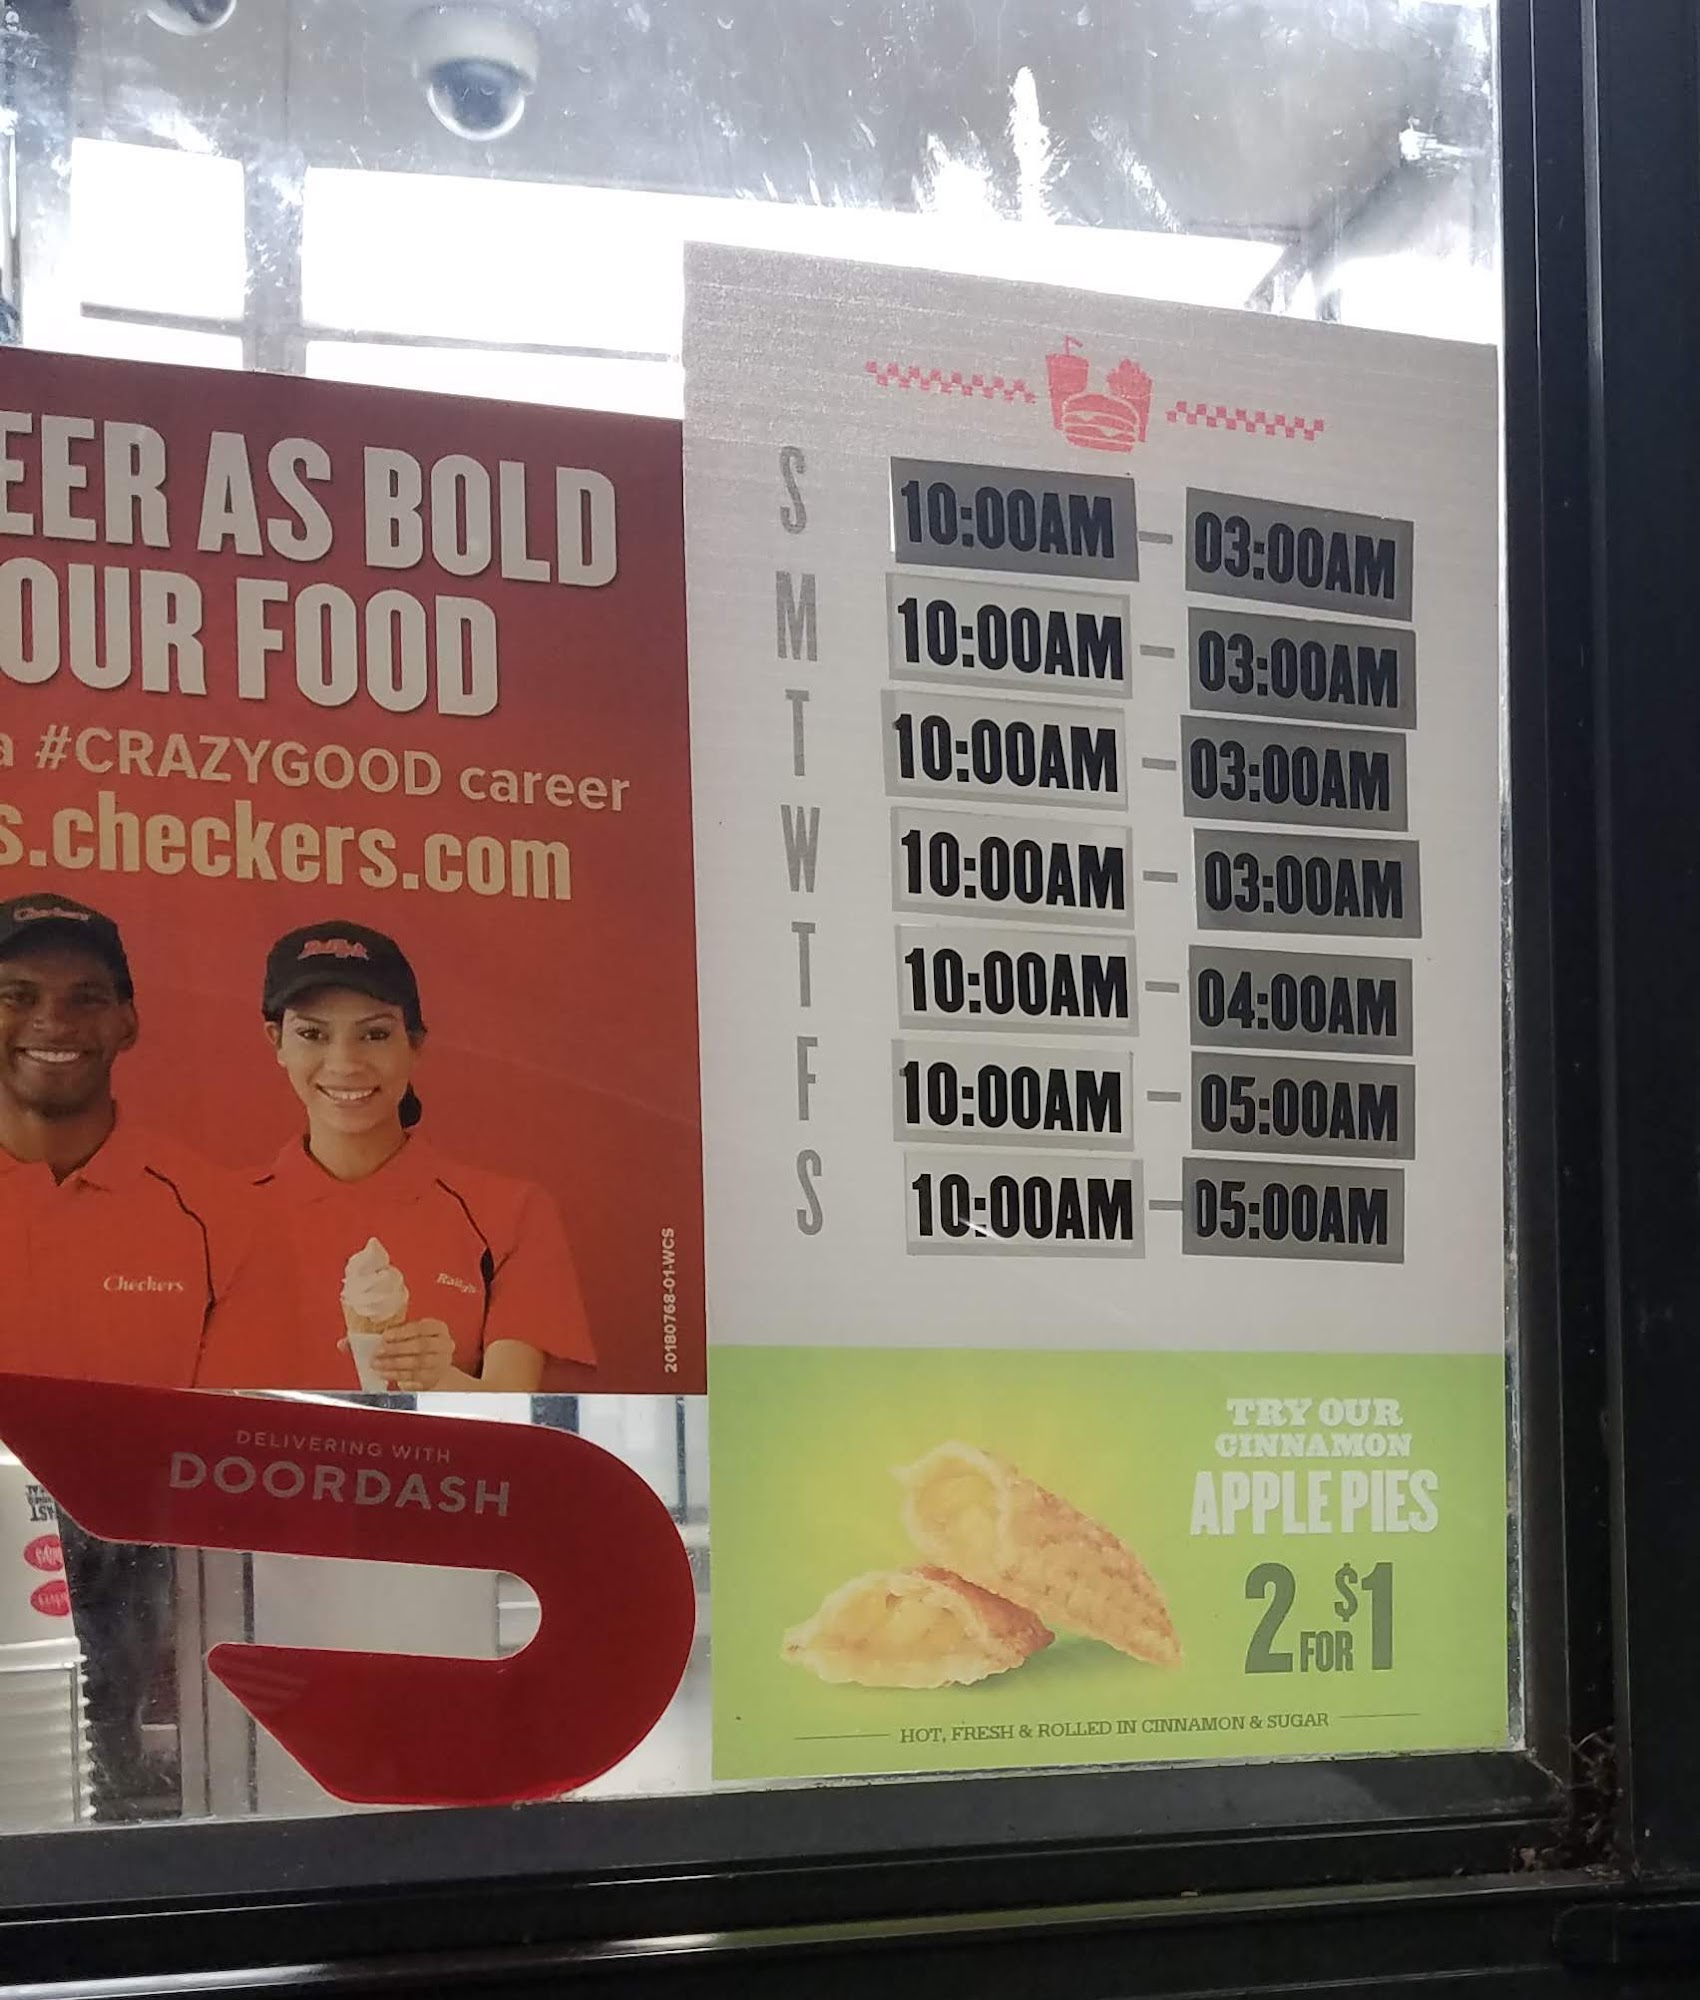 EER AS BOLD
OUR FOOD
a #CRAZYGOOD career
s.checkers.com
Checkers
Rally's
Checkers
Rally's
20180768-01-WCS
DELIVERING WITH
DOORDASH
S 10:00AM - 03:00AM
M 10:00AM - 03:00AM
T 10:00AM - 03:00AM
W 10:00AM - 03:00AM
T 10:00AM - 04:00AM
F 10:00AM - 05:00AM
S 10:00AM - 05:00AM
TRY OUR
CINNAMON
APPLE PIES
2 FOR $1
HOT, FRESH & ROLLED IN CINNAMON & SUGAR